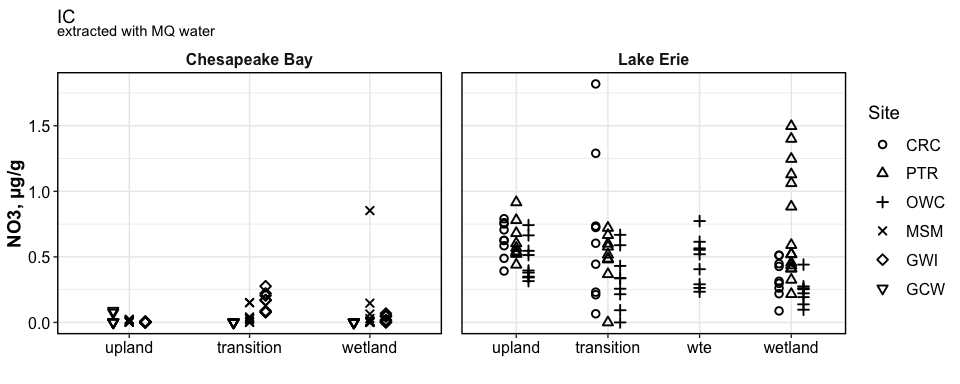 IC
extracted with MQ water
Chesapeake Bay
Lake Erie
NO3, μg/g
1.5
1.0
0.5
0.0
upland transition wetland
upland transition wte wetland
Site
CRC
PTR
OWC
MSM
GWI
GCW